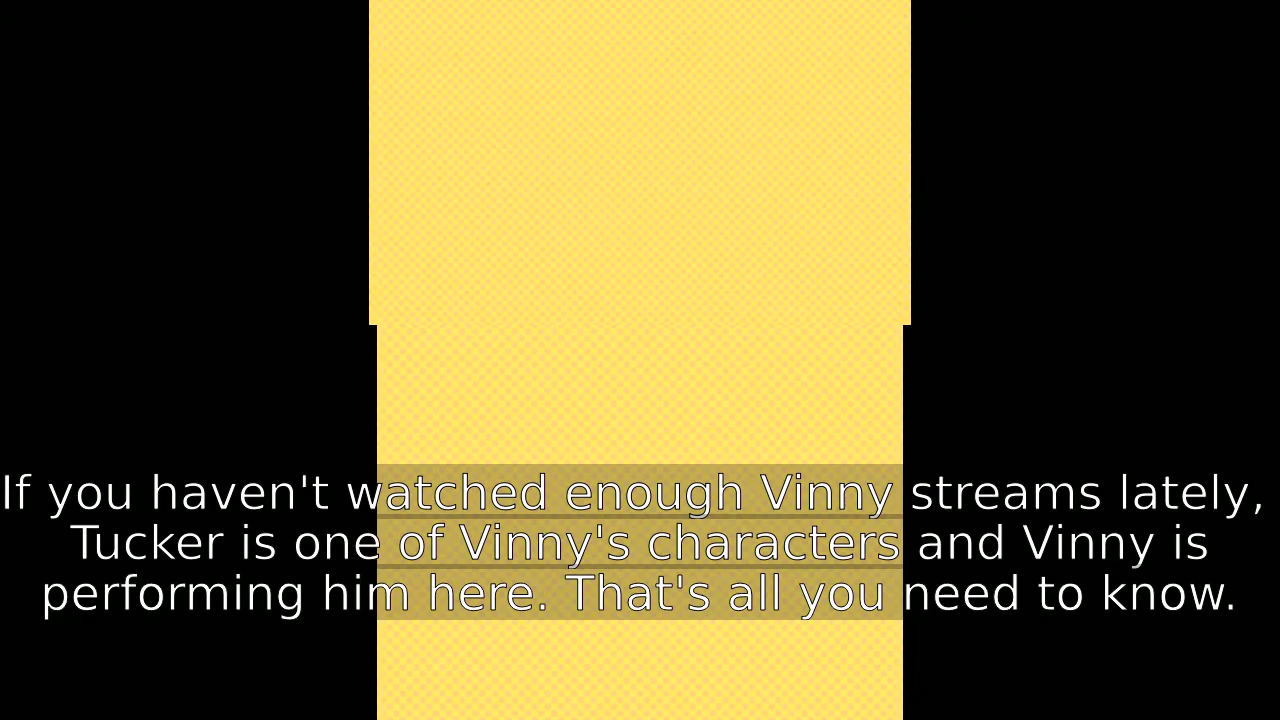 If you haven't watched enough Vinny streams lately,
Tucker is one of Vinny's characters and Vinny is
performing him here. That's all you need to know.